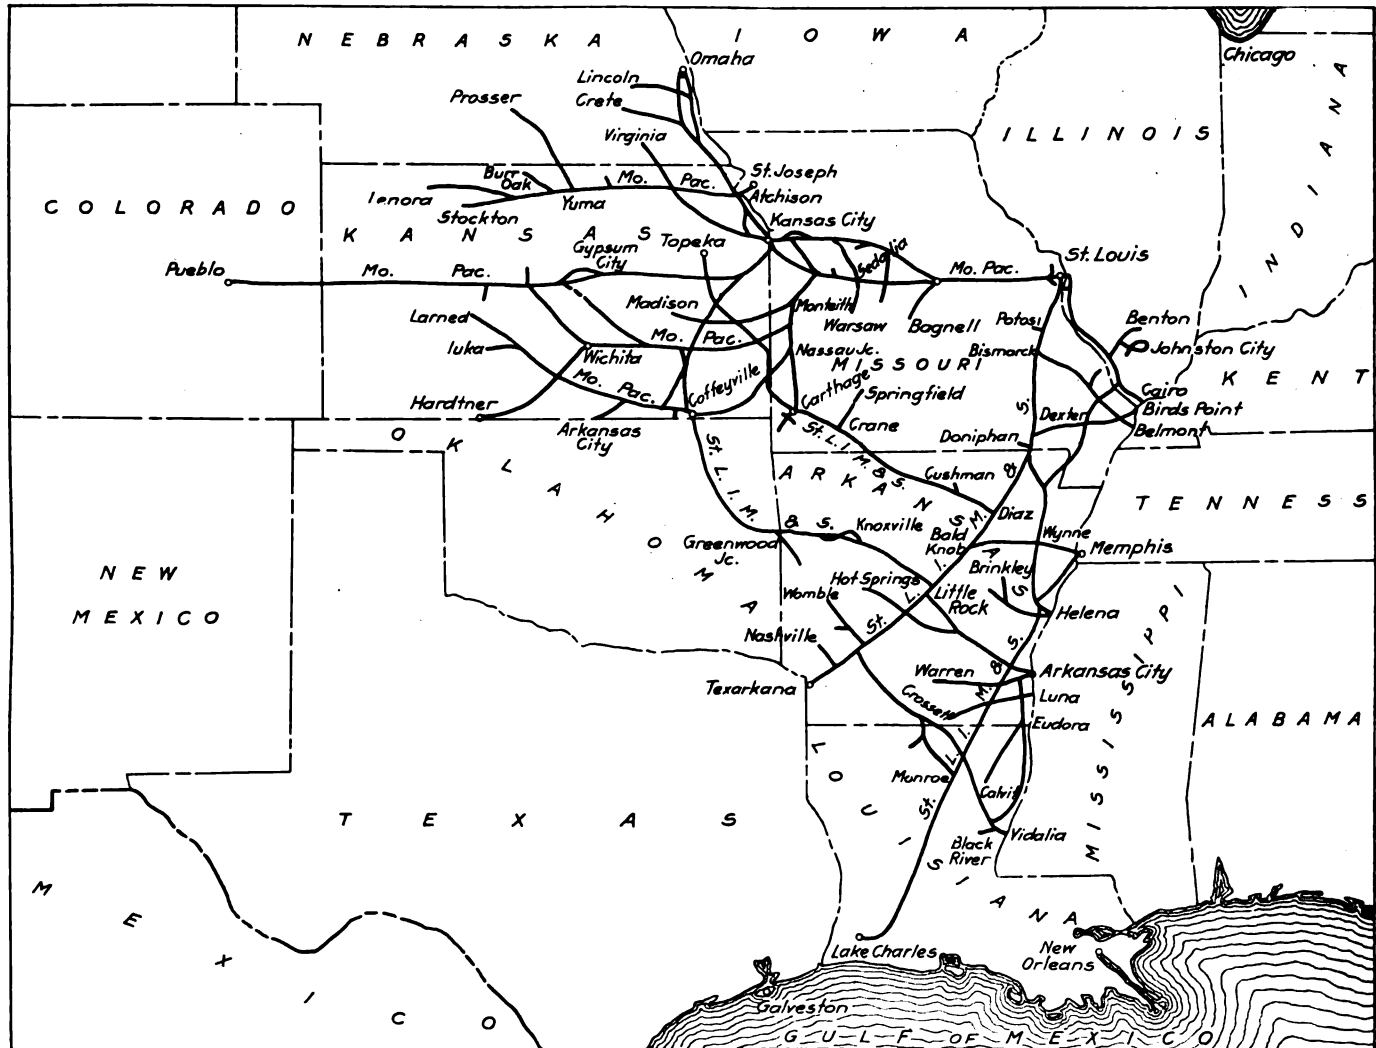 NEBRASKA
IOWA
Omaha
Chicago
Lincoln
Crete
Prosser
Virginia
ILLINOIS
INDIANA
Burr
Oak
Mo. Pac.
St. Joseph
Atchison
Lenora
Yuma
Stockton
COLORADO
KANSAS
Topeka
Kansas City
Gypsum
City
Sedalia
St. Louis
Pueblo
Mo. Pac.
Mo. Pac.
Madison
Monteith
Warsaw
Bagnell
Potosi
Benton
Larned
Mo. Pac.
Iuka
Wichita
Nassau Jc.
Bismarck
Johnston City
MISSOURI
Mo. Pac.
Coffeyville
Carthage
Springfield
KENT
Cairo
Hardtner
Dexter
Birds Point
Arkansas
City
Crane
Doniphan
Belmont
OKLAHOMA
St. L. I. M. & S.
St. L. I. M. & S.
ARKANSAS
Cushman
TENNESS
Diaz
Knoxville
Bald
Knob
Wynne
Memphis
Greenwood
Jc.
NEW
MEXICO
Hot Springs
Brinkley
Womble
Little
Rock
Helena
St. L. I. M. & S.
Nashville
Warren
Arkansas City
Texarkana
Crossett
Luna
Eudora
MISSISSIPPI
ALABAMA
St. L. I. M. & S.
LOUISIANA
Monroe
Calvit
TEXAS
Black
River
Vidalia
MEXICO
Lake Charles
New
Orleans
Galveston
GULF OF MEXICO